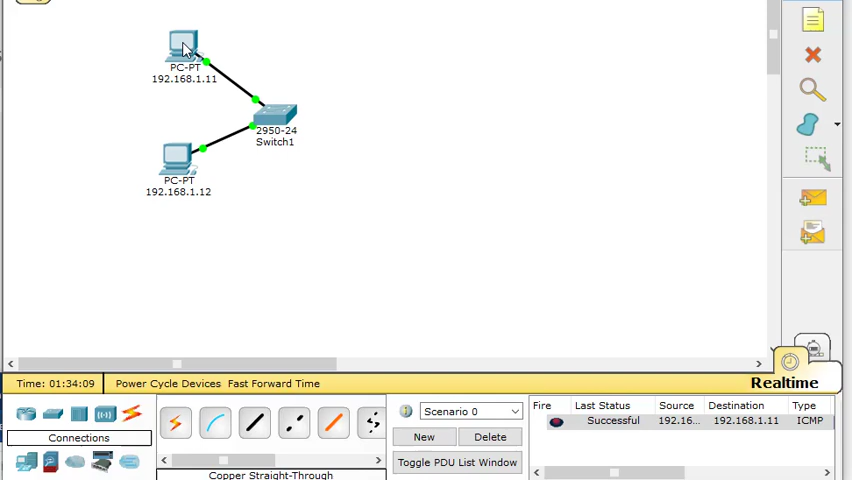 PC-PT
192.168.1.11
2950-24
Switch1
PC-PT
192.168.1.12
Time: 01:34:09 Power Cycle Devices Fast Forward Time
Realtime
Connections
Copper Straight-Through
Scenario 0
New Delete
Toggle PDU List Window
Fire Last Status Source Destination Type
Successful 192.16... 192.168.1.11 ICMP